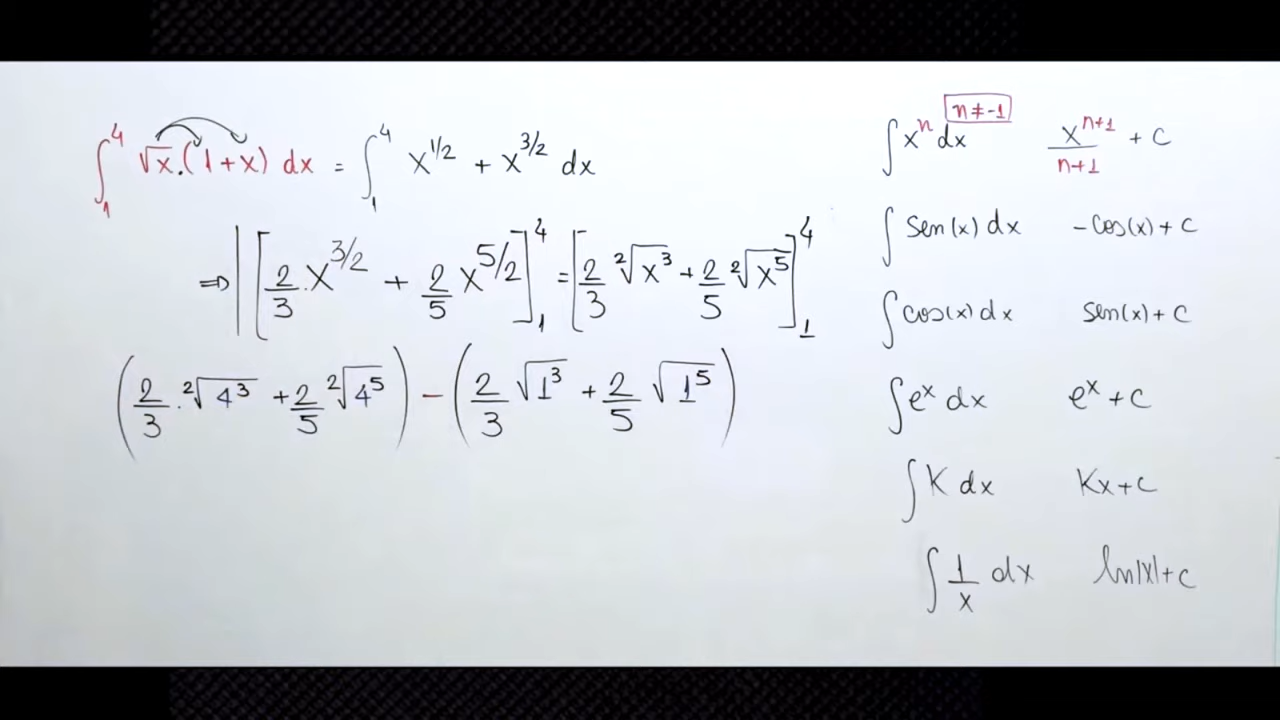 ∫₁⁴ √x.(1+x) dx = ∫₁⁴ x^{1/2} + x^{3/2} dx
⇒ | [2/3 . x^{3/2} + 2/5 x^{5/2}]₁⁴ = [2/3 ²√x³ + 2/5 ²√x⁵]₁⁴
(2/3 . ²√4³ + 2/5 ²√4⁵) - (2/3 √1³ + 2/5 √1⁵)
n≠-1
∫xⁿ dx x^{n+1}/n+1 + c
∫ sen(x) dx -cos(x)+c
∫cos(x) dx sen(x)+c
∫eˣ dx eˣ+c
∫K dx Kx+c
∫1/x dx ln|x|+c